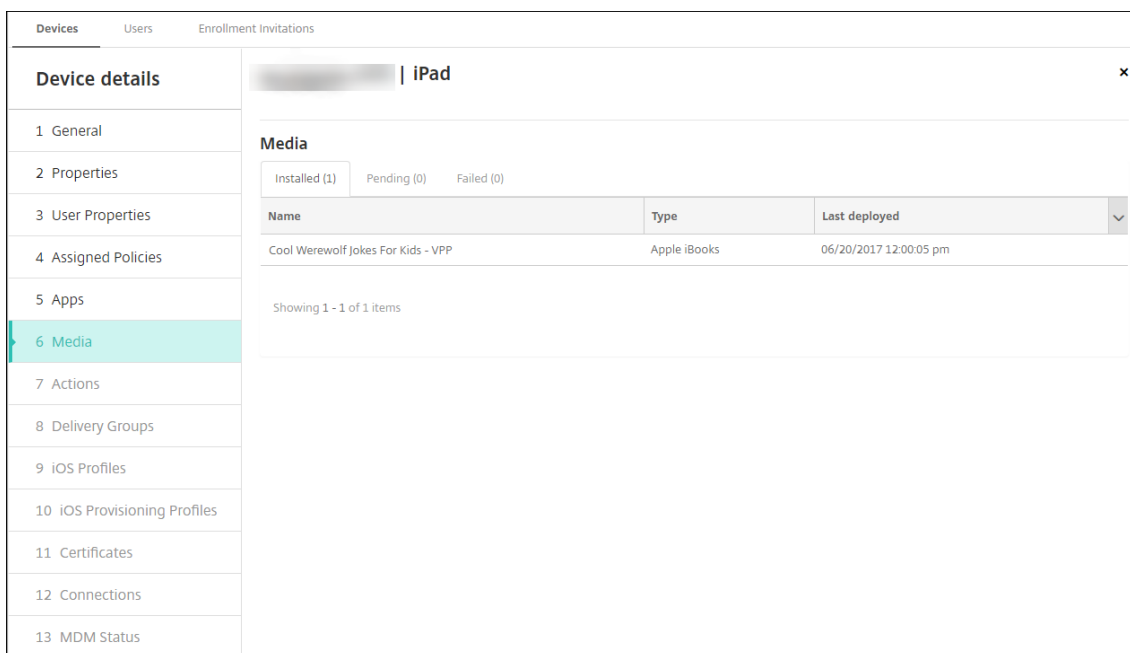 Devices Users Enrollment Invitations
Device details
1 General
2 Properties
3 User Properties
4 Assigned Policies
5 Apps
6 Media
7 Actions
8 Delivery Groups
9 iOS Profiles
10 iOS Provisioning Profiles
11 Certificates
12 Connections
13 MDM Status
| iPad
Media
Installed (1) Pending (0) Failed (0)
Name Type Last deployed
Cool Werewolf Jokes For Kids - VPP Apple iBooks 06/20/2017 12:00:05 pm
Showing 1 - 1 of 1 items